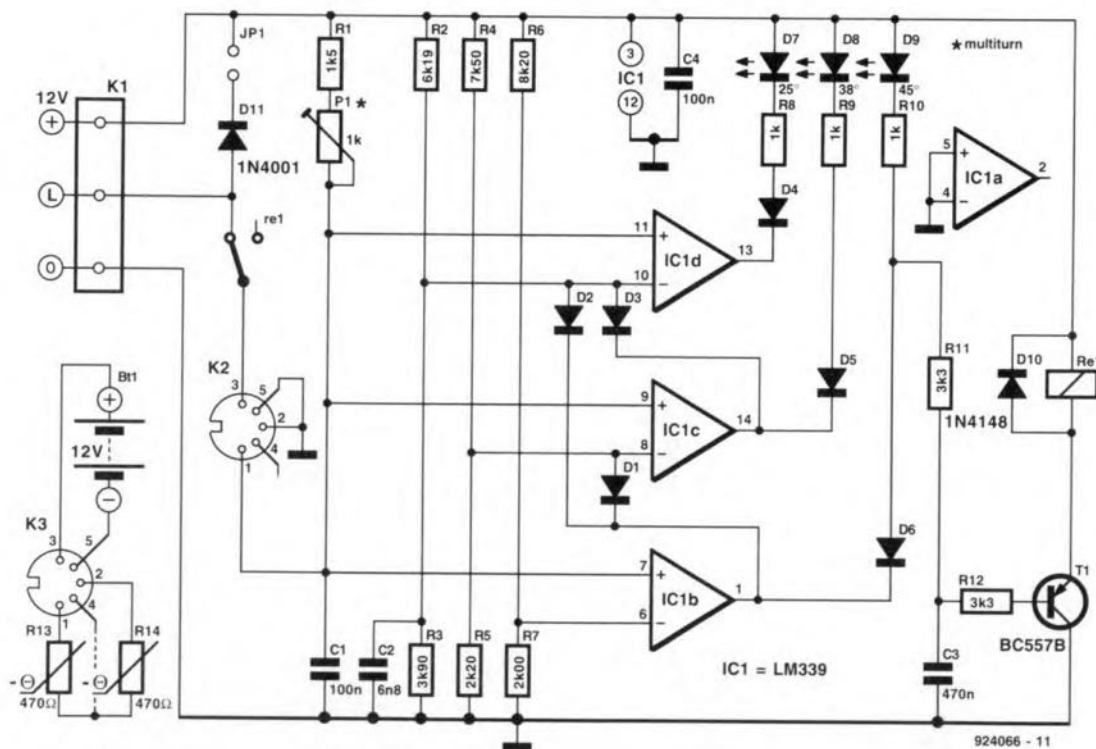 JP1
R1
1k5
R2
6k19
R4
7k50
R6
8k20
3
IC1
12
C4
100n
D7
25°
D8
38°
D9
45°
* multiturn
12V
K1
+
L
0
D11
1N4001
P1 *
1k
R8
1k
R9
1k
R10
1k
5
+
IC1a
2
4
-
re1
D4
11
+
IC1d
13
10
-
D2
D3
K2
3
5
2
4
1
9
+
IC1c
14
8
-
D5
D1
R11
3k3
D10
1N4148
Re
Bt1
+
12V
-
K3
3
5
2
4
1
7
+
IC1b
1
6
-
D6
R12
3k3
T1
BC557B
R13
-Θ
470Ω
R14
-Θ
470Ω
C1
100n
C2
6n8
R3
3k90
R5
2k20
R7
2k00
IC1 = LM339
C3
470n
924066 - 11